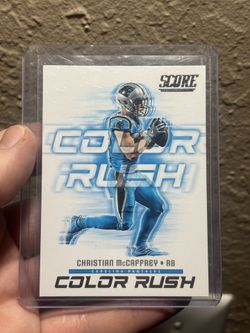 SCORE
COLOR
RUSH
CHRISTIAN McCAFFREY • RB
CAROLINA PANTHERS
COLOR RUSH